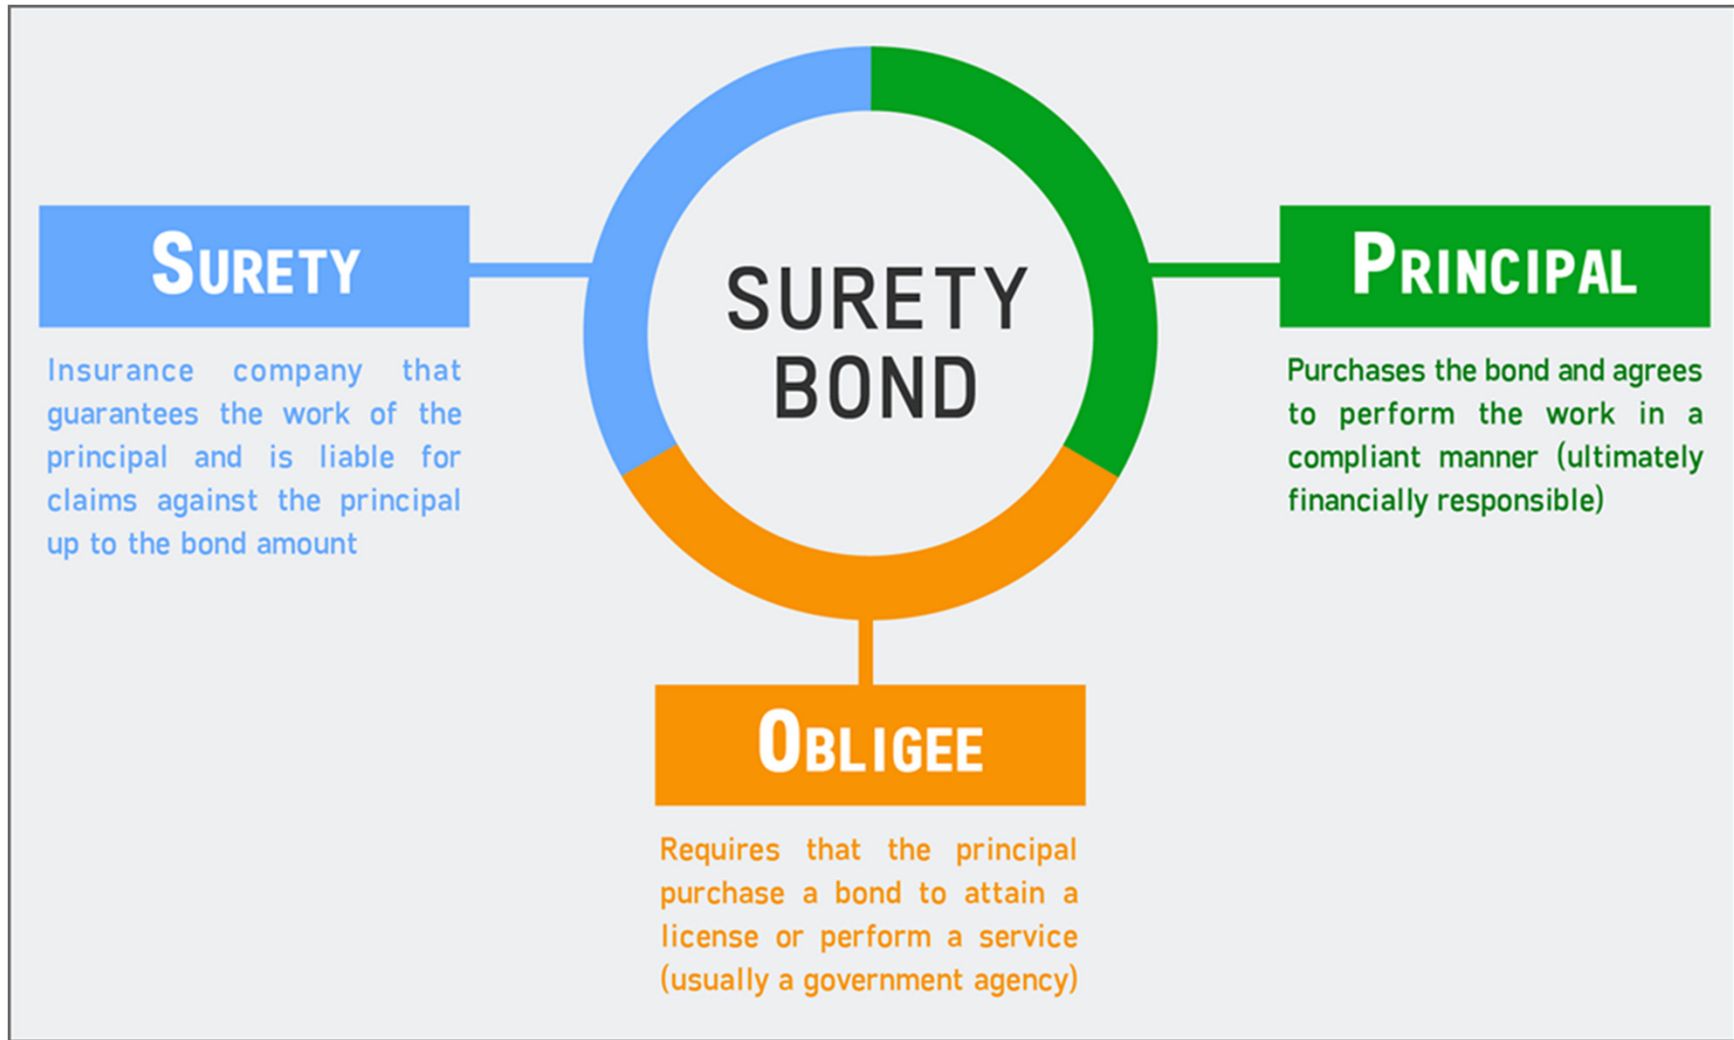 SURETY
BOND
SURETY
Insurance company that
guarantees the work of the
principal and is liable for
claims against the principal
up to the bond amount
PRINCIPAL
Purchases the bond and agrees
to perform the work in a
compliant manner (ultimately
financially responsible)
OBLIGEE
Requires that the principal
purchase a bond to attain a
license or perform a service
(usually a government agency)